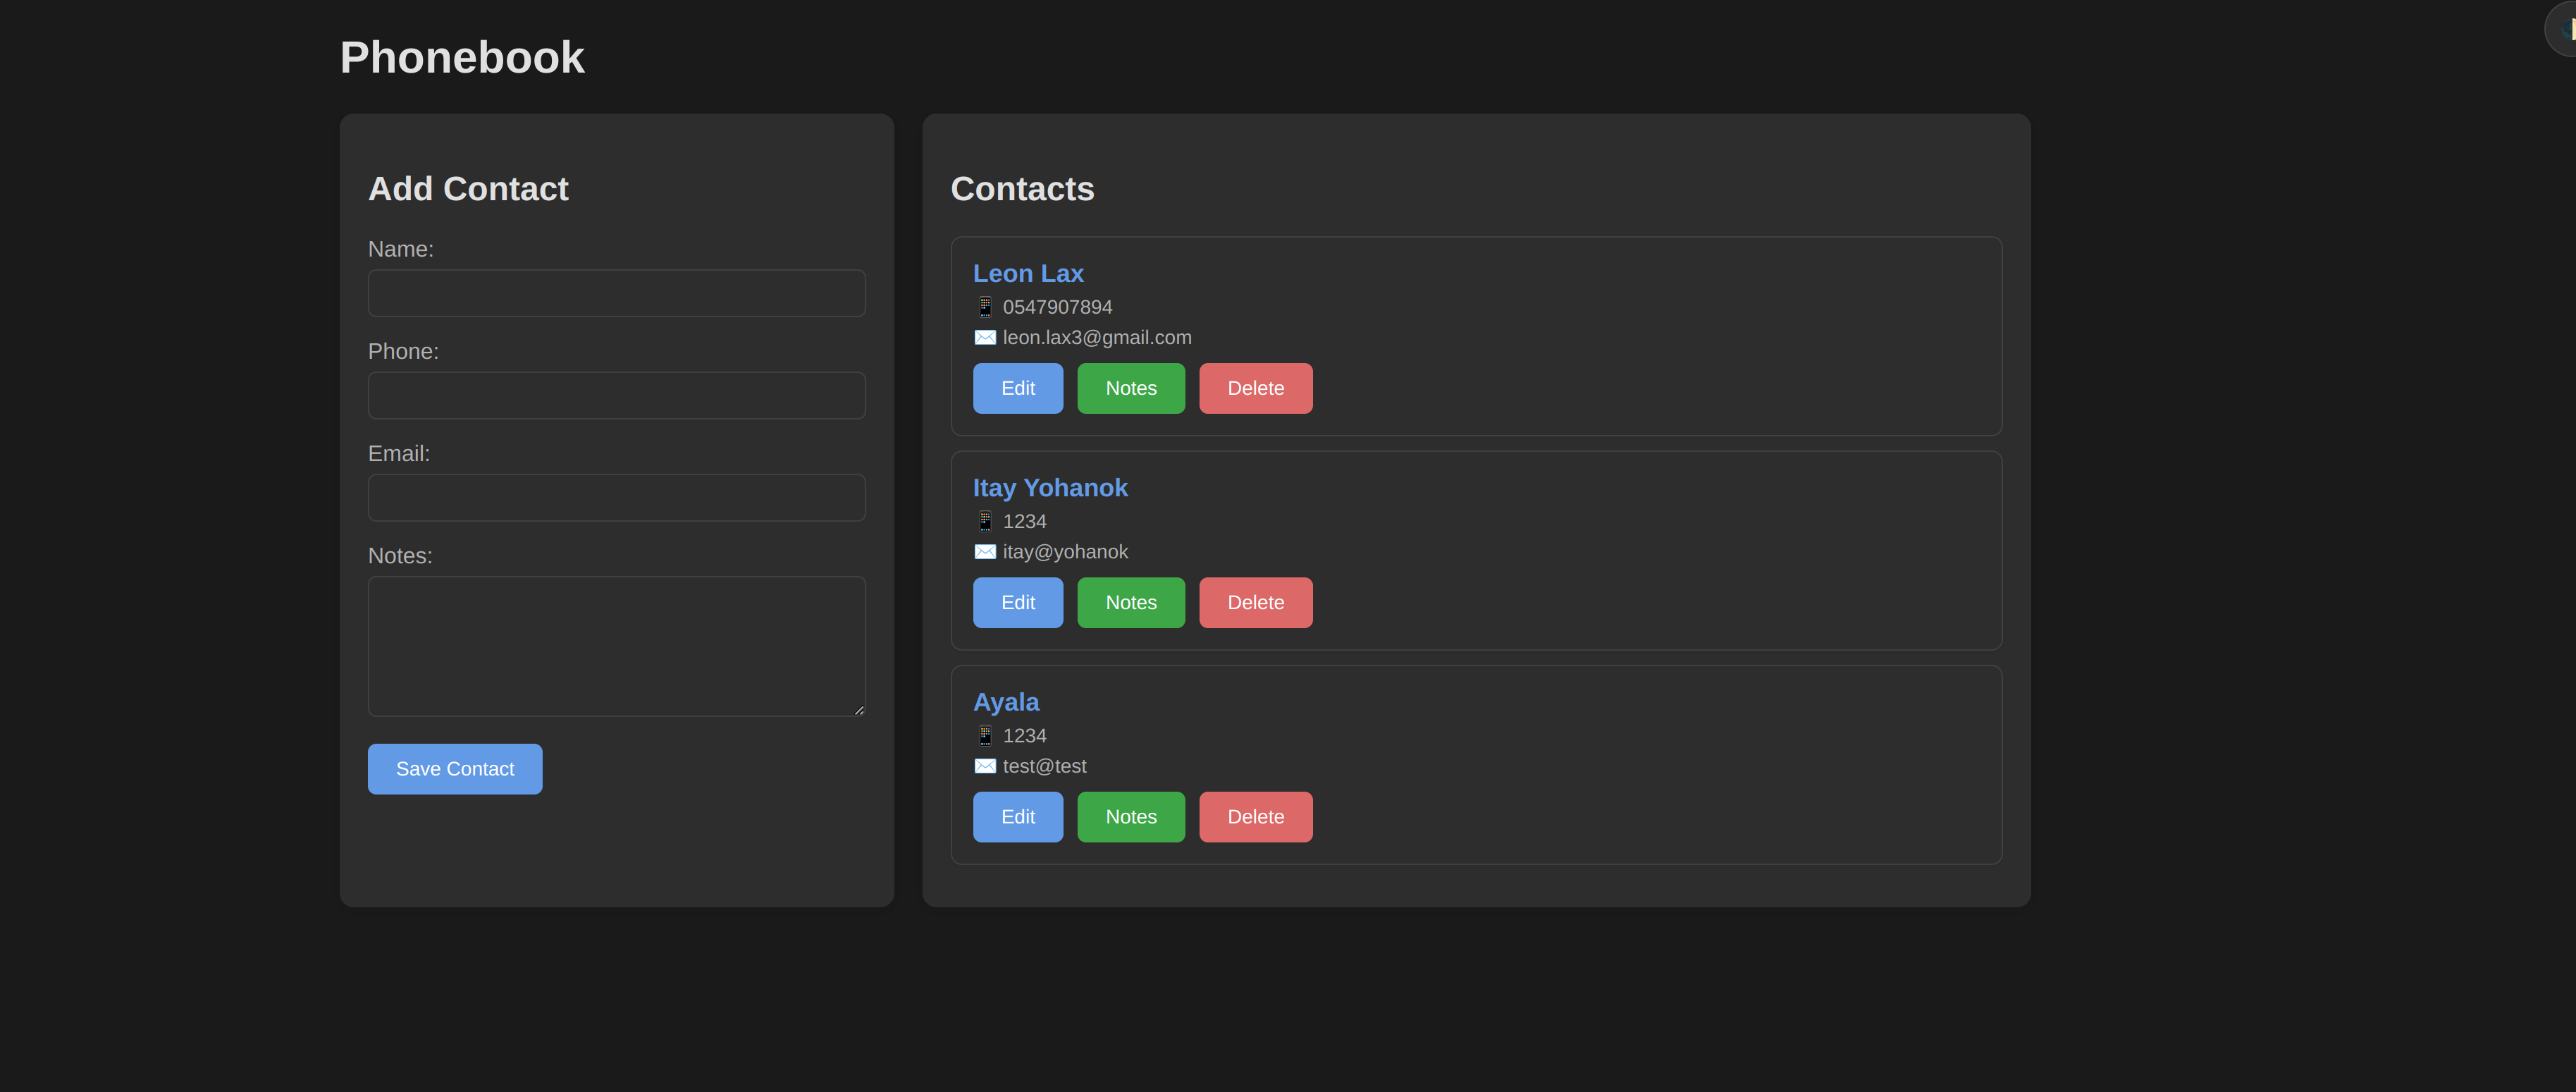 Phonebook
Add Contact
Name:
Phone:
Email:
Notes:
Save Contact
Contacts
Leon Lax
0547907894
leon.lax3@gmail.com
Edit Notes Delete
Itay Yohanok
1234
itay@yohanok
Edit Notes Delete
Ayala
1234
test@test
Edit Notes Delete